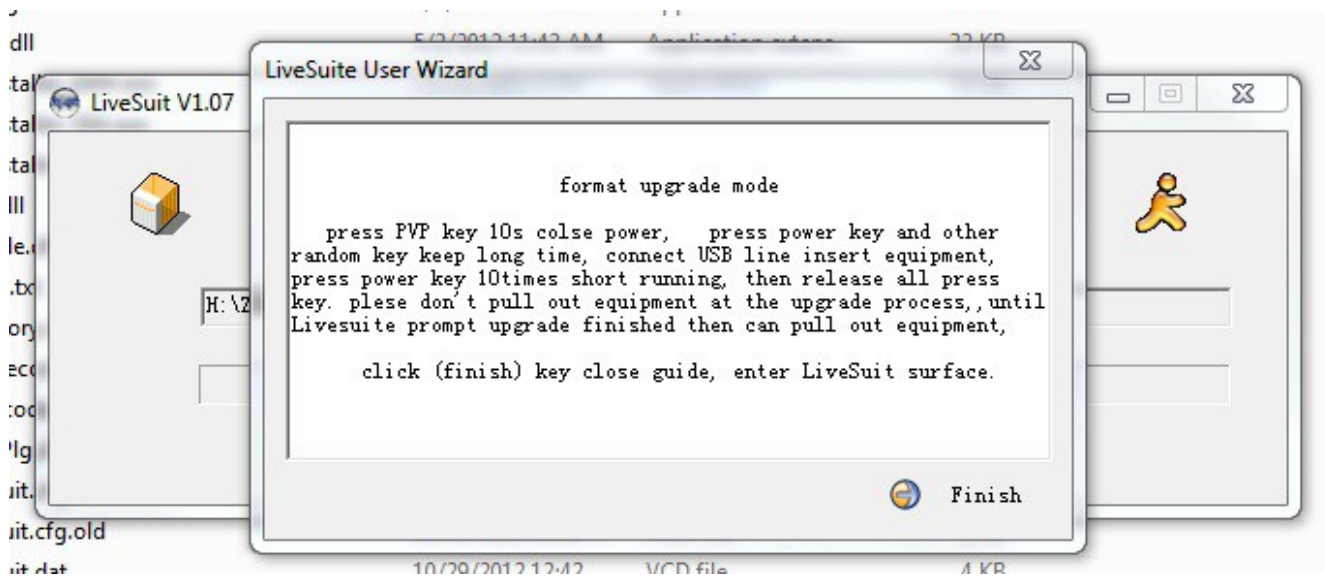 dll
LiveSuite User Wizard
LiveSuit V1.07
format upgrade mode
press PVP key 10s colse power, press power key and other
random key keep long time, connect USB line insert equipment,
press power key 10times short running, then release all press
key. plese don't pull out equipment at the upgrade process,,until
Livesuite prompt upgrade finished then can pull out equipment,
click (finish) key close guide, enter LiveSuit surface.
H:\2
Finish
uit.cfg.old
uit.dat 10/29/2012 12:42 VCD file 4 KB